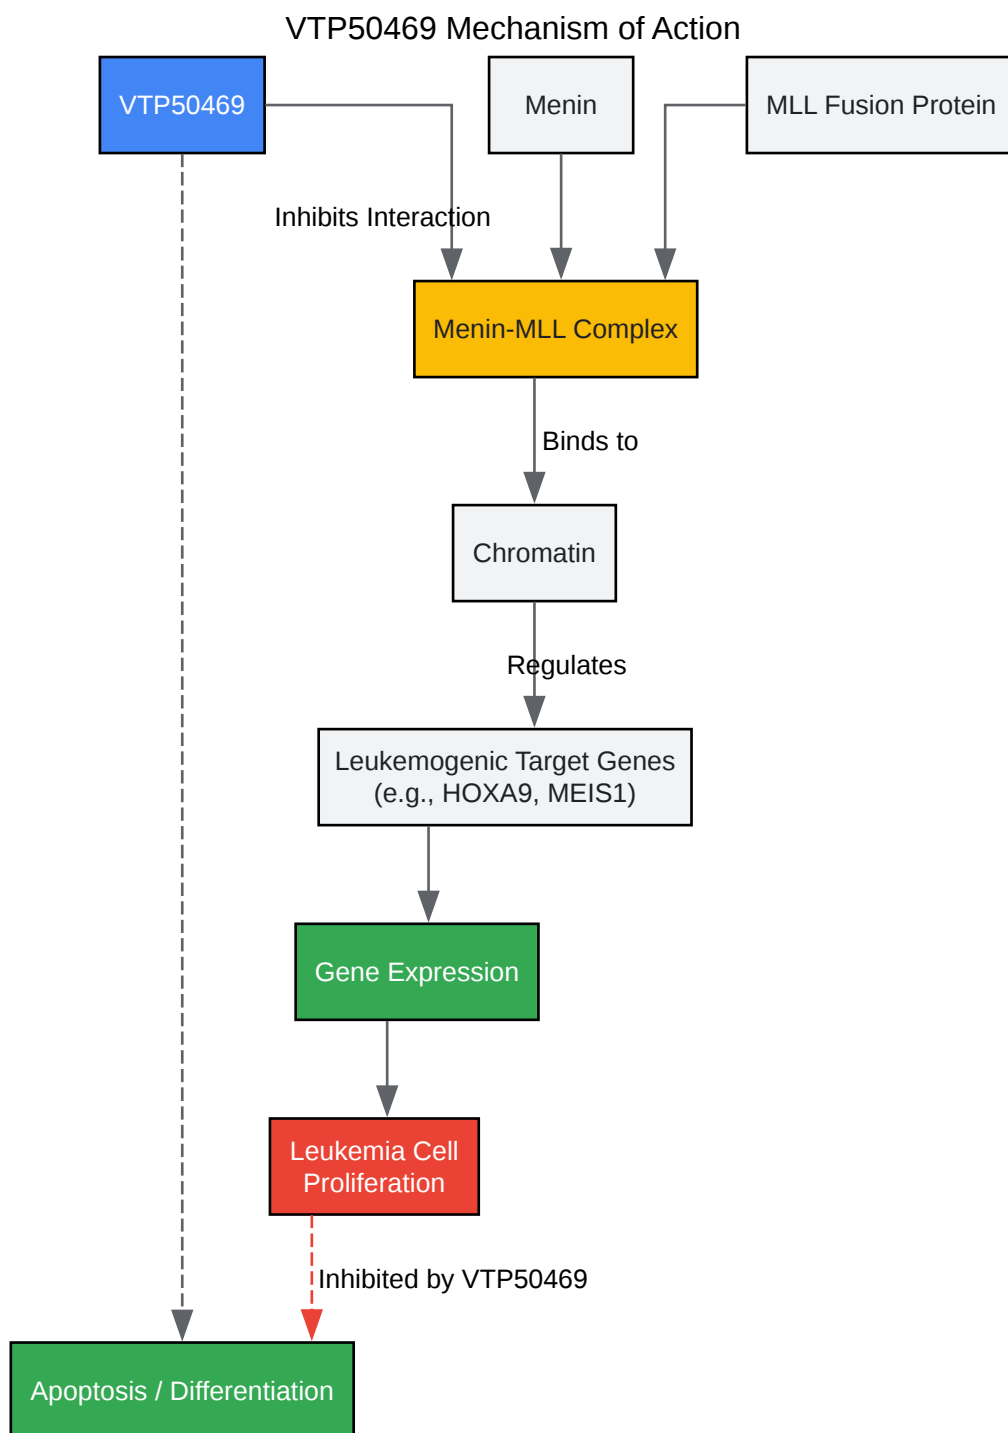 VTP50469 Mechanism of Action
VTP50469
Menin
MLL Fusion Protein
Inhibits Interaction
Menin-MLL Complex
Binds to
Chromatin
Regulates
Leukemogenic Target Genes
(e.g., HOXA9, MEIS1)
Gene Expression
Leukemia Cell
Proliferation
Inhibited by VTP50469
Apoptosis / Differentiation